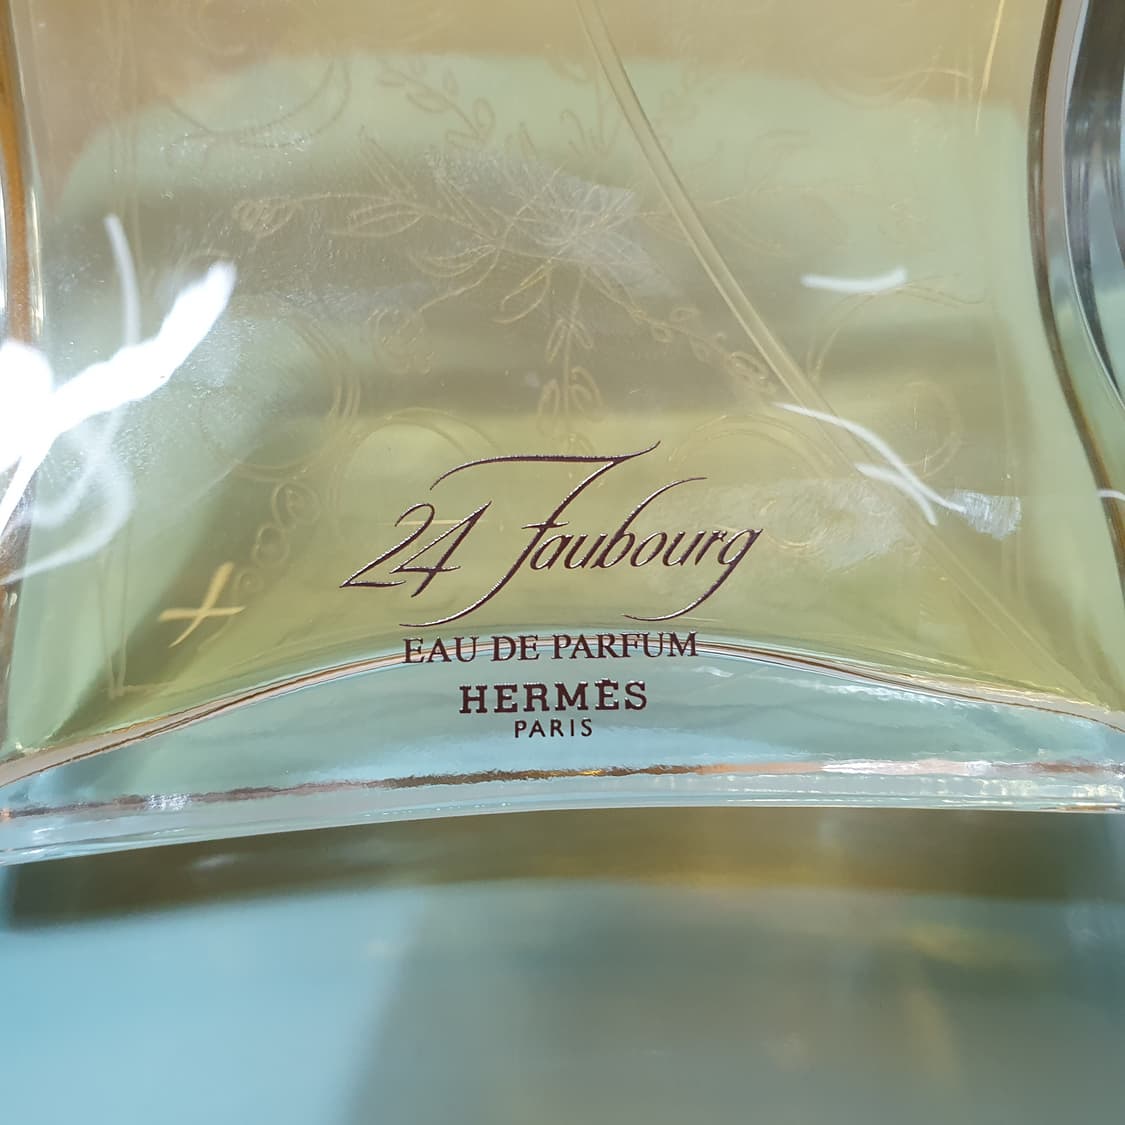 24 Faubourg
EAU DE PARFUM
HERMÈS
PARIS